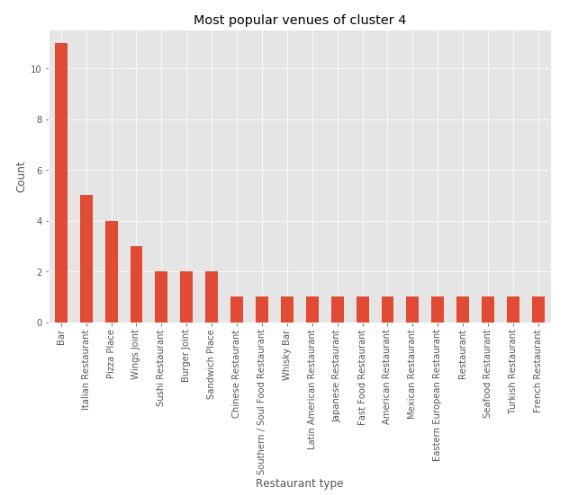 Most popular venues of cluster 4
Count
10
8
6
4
2
0
Bar
Italian Restaurant
Pizza Place
Wings Joint
Sushi Restaurant
Burger Joint
Sandwich Place
Chinese Restaurant
Southern / Soul Food Restaurant
Whisky Bar
Latin American Restaurant
Japanese Restaurant
Fast Food Restaurant
American Restaurant
Mexican Restaurant
Eastern European Restaurant
Restaurant
Seafood Restaurant
Turkish Restaurant
French Restaurant
Restaurant type